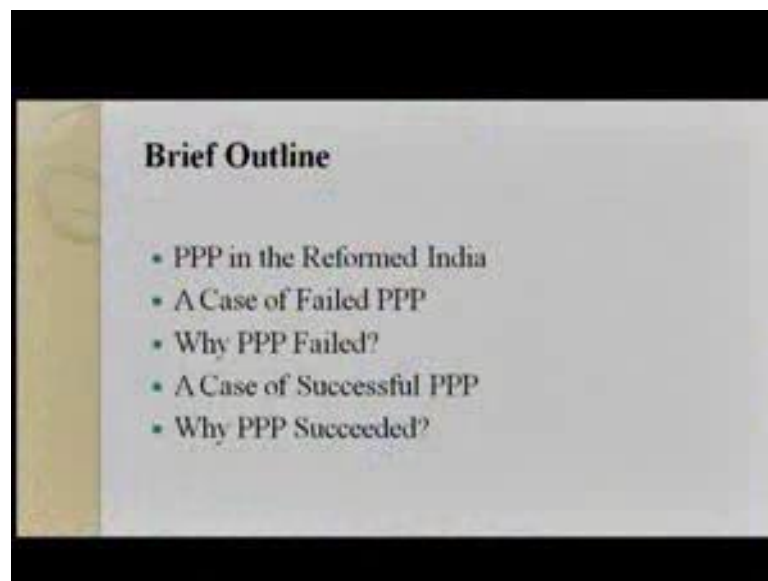 Brief Outline
PPP in the Reformed India
A Case of Failed PPP
Why PPP Failed?
A Case of Successful PPP
Why PPP Succeeded?